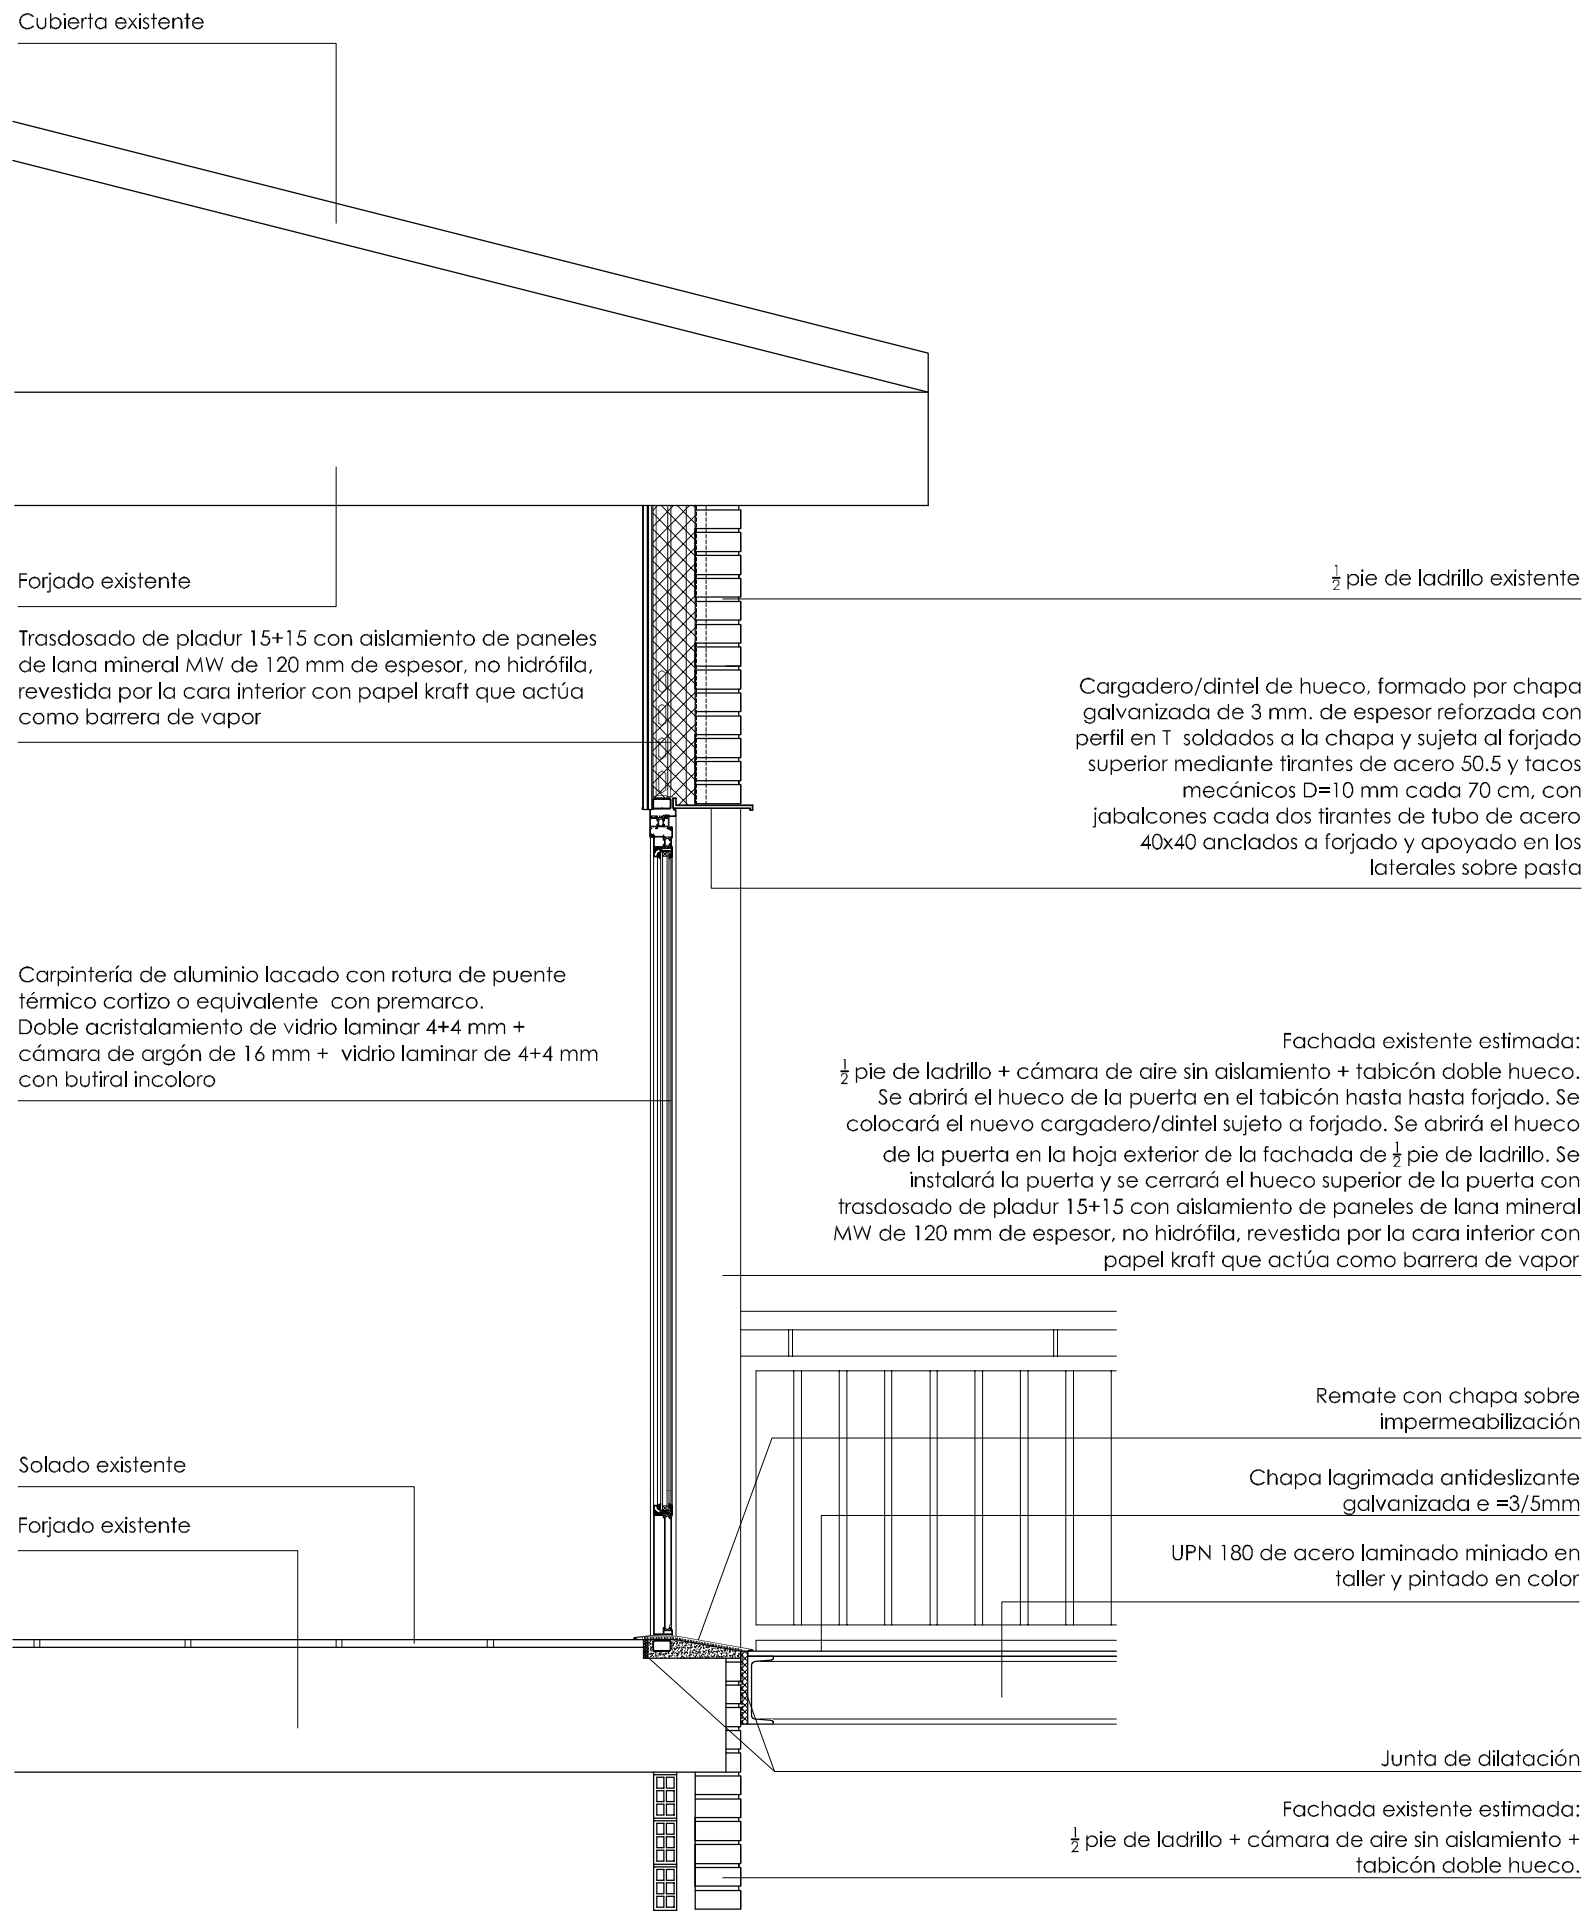 Cubierta existente
Forjado existente
Trasdosado de pladur 15+15 con aislamiento de paneles
de lana mineral MW de 120 mm de espesor, no hidrófila,
revestida por la cara interior con papel kraft que actúa
como barrera de vapor
½ pie de ladrillo existente
Cargadero/dintel de hueco, formado por chapa
galvanizada de 3 mm. de espesor reforzada con
perfil en T soldados a la chapa y sujeta al forjado
superior mediante tirantes de acero 50.5 y tacos
mecánicos D=10 mm cada 70 cm, con
jabalcones cada dos tirantes de tubo de acero
40x40 anclados a forjado y apoyado en los
laterales sobre pasta
Carpintería de aluminio lacado con rotura de puente
térmico cortizo o equivalente con premarco.
Doble acristalamiento de vidrio laminar 4+4 mm +
cámara de argón de 16 mm + vidrio laminar de 4+4 mm
con butiral incoloro
Fachada existente estimada:
½ pie de ladrillo + cámara de aire sin aislamiento + tabicón doble hueco.
Se abrirá el hueco de la puerta en el tabicón hasta hasta forjado. Se
colocará el nuevo cargadero/dintel sujeto a forjado. Se abrirá el hueco
de la puerta en la hoja exterior de la fachada de ½ pie de ladrillo. Se
instalará la puerta y se cerrará el hueco superior de la puerta con
trasdosado de pladur 15+15 con aislamiento de paneles de lana mineral
MW de 120 mm de espesor, no hidrófila, revestida por la cara interior con
papel kraft que actúa como barrera de vapor
Remate con chapa sobre
impermeabilización
Solado existente
Chapa lagrimada antideslizante
galvanizada e =3/5mm
Forjado existente
UPN 180 de acero laminado miniado en
taller y pintado en color
Junta de dilatación
Fachada existente estimada:
½ pie de ladrillo + cámara de aire sin aislamiento +
tabicón doble hueco.